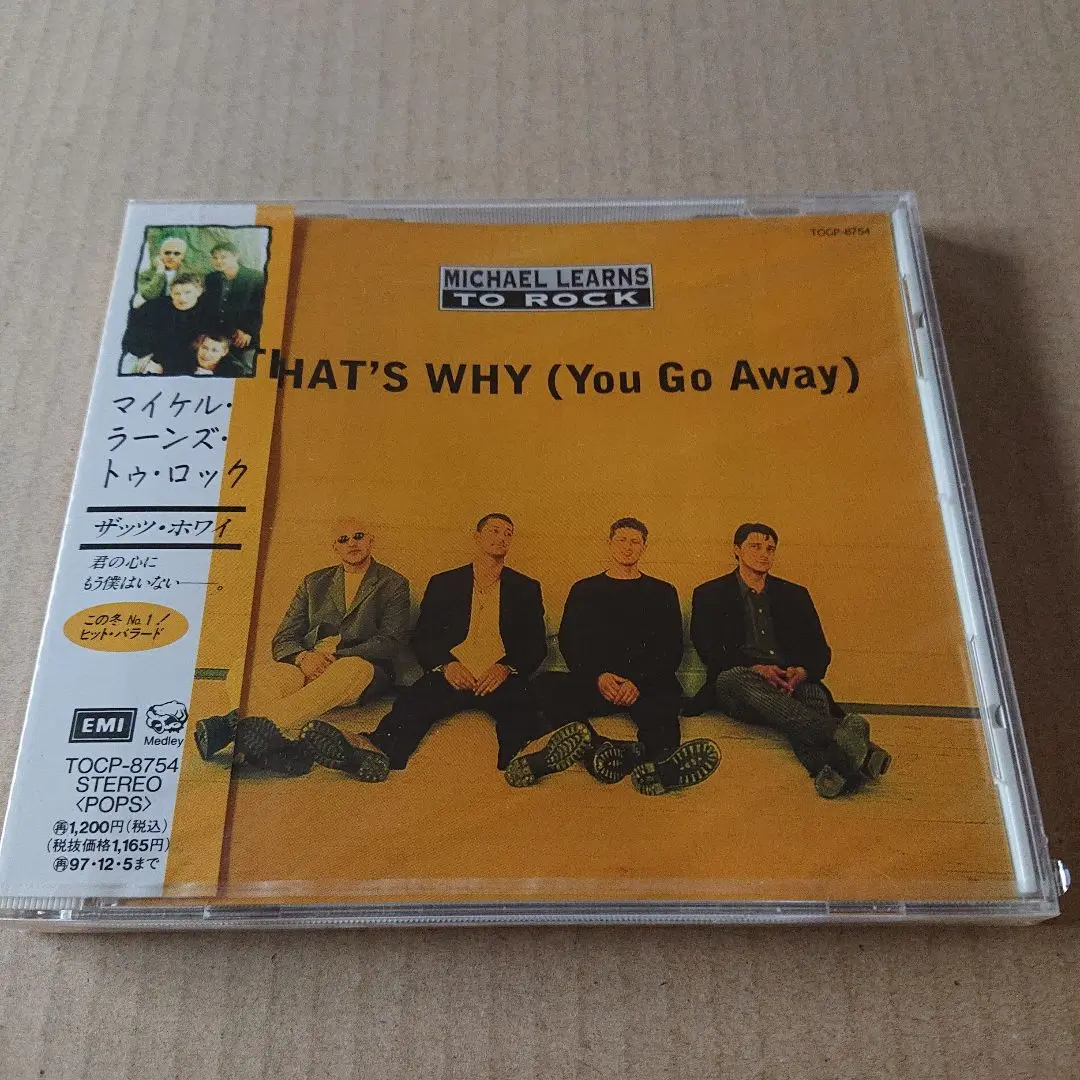 TOCP-8754
MICHAEL LEARNS
TO ROCK
THAT'S WHY (You Go Away)
マイケル・
ラーンズ・
トゥ・ロック
ザッツ・ホワイ
君の心に
もう僕はいない——。
この冬 No.1!
ヒット・バラード
EMI
Medley
TOCP-8754
STEREO
〈POPS〉
再1,200円(税込)
(税抜価格1,165円)
再97・12・5まで